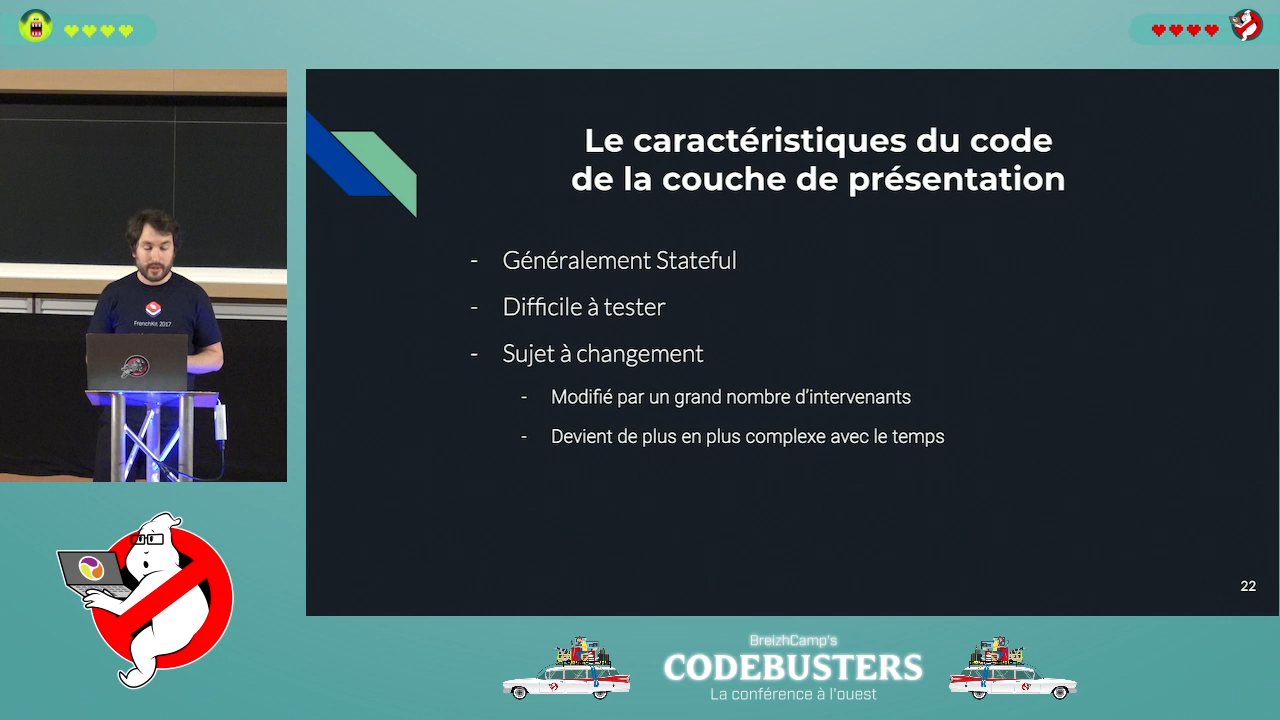 Le caractéristiques du code
de la couche de présentation
- Généralement Stateful
- Difficile à tester
- Sujet à changement
- Modifié par un grand nombre d'intervenants
- Devient de plus en plus complexe avec le temps
22
FrenchKit 2017
BreizhCamp's
CODEBUSTERS
La conférence à l'ouest